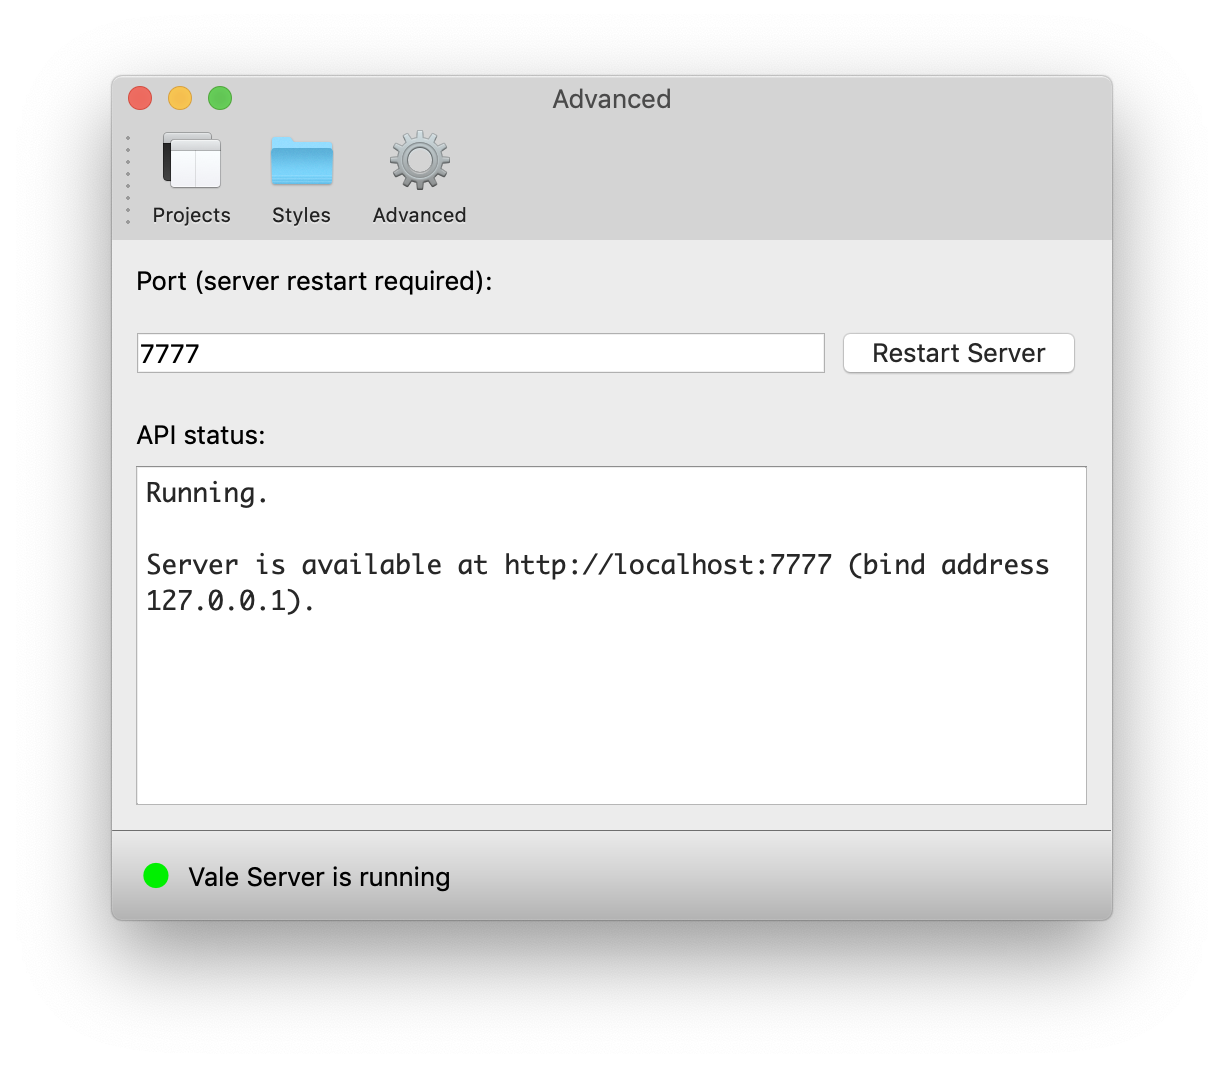 Advanced
Projects
Styles
Advanced
Port (server restart required):
7777
Restart Server
API status:
Running.
Server is available at http://localhost:7777 (bind address
127.0.0.1).
Vale Server is running